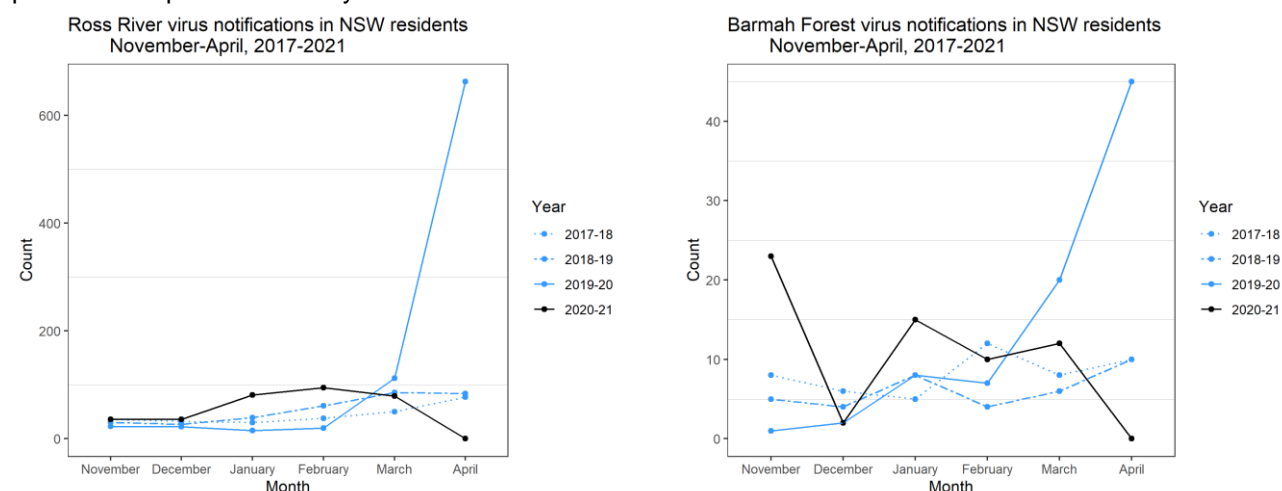 Ross River virus notifications in NSW residents
November-April, 2017-2021
600
400
200
0
Count
November December January February March April
Month
Year
2017-18
2018-19
2019-20
2020-21
Barmah Forest virus notifications in NSW residents
November-April, 2017-2021
40
30
20
10
0
Count
November December January February March April
Month
Year
2017-18
2018-19
2019-20
2020-21